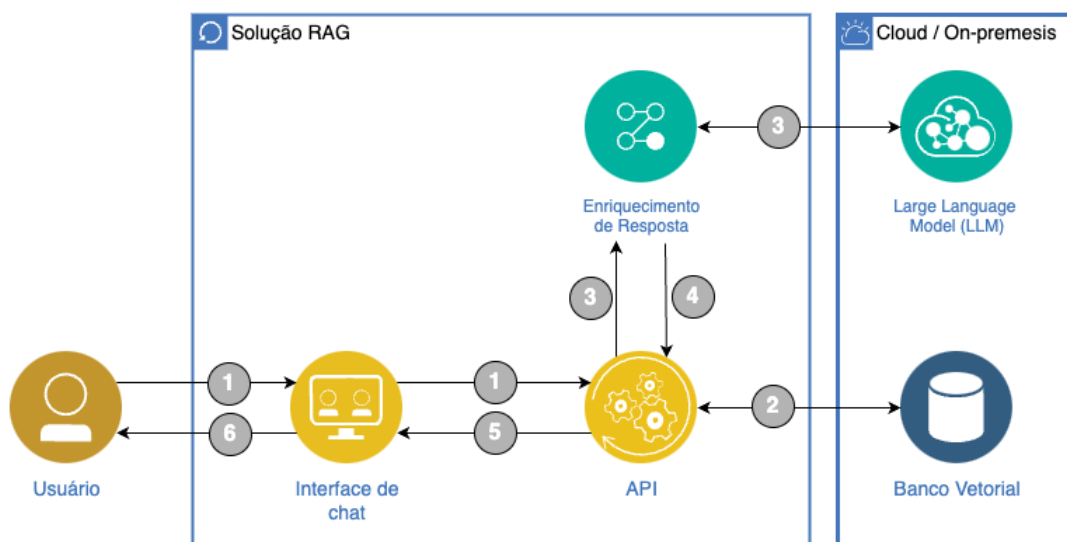 Solução RAG
Cloud / On-premesis
3
Enriquecimento
de Resposta
Large Language
Model (LLM)
3
4
1
1
2
6
5
Usuário
Interface de
chat
API
Banco Vetorial